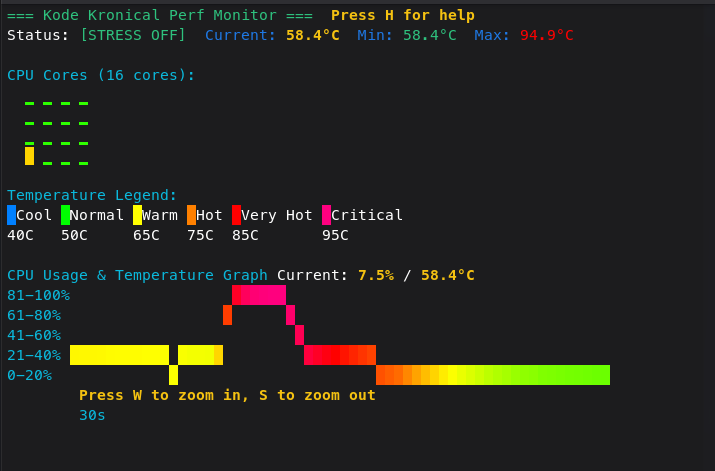 === Kode Kronical Perf Monitor === Press H for help
Status: [STRESS OFF] Current: 58.4°C Min: 58.4°C Max: 94.9°C
CPU Cores (16 cores):
Temperature Legend:
Cool Normal Warm Hot Very Hot Critical
40C 50C 65C 75C 85C 95C
CPU Usage & Temperature Graph Current: 7.5% / 58.4°C
81-100%
61-80%
41-60%
21-40%
0-20%
Press W to zoom in, S to zoom out
30s